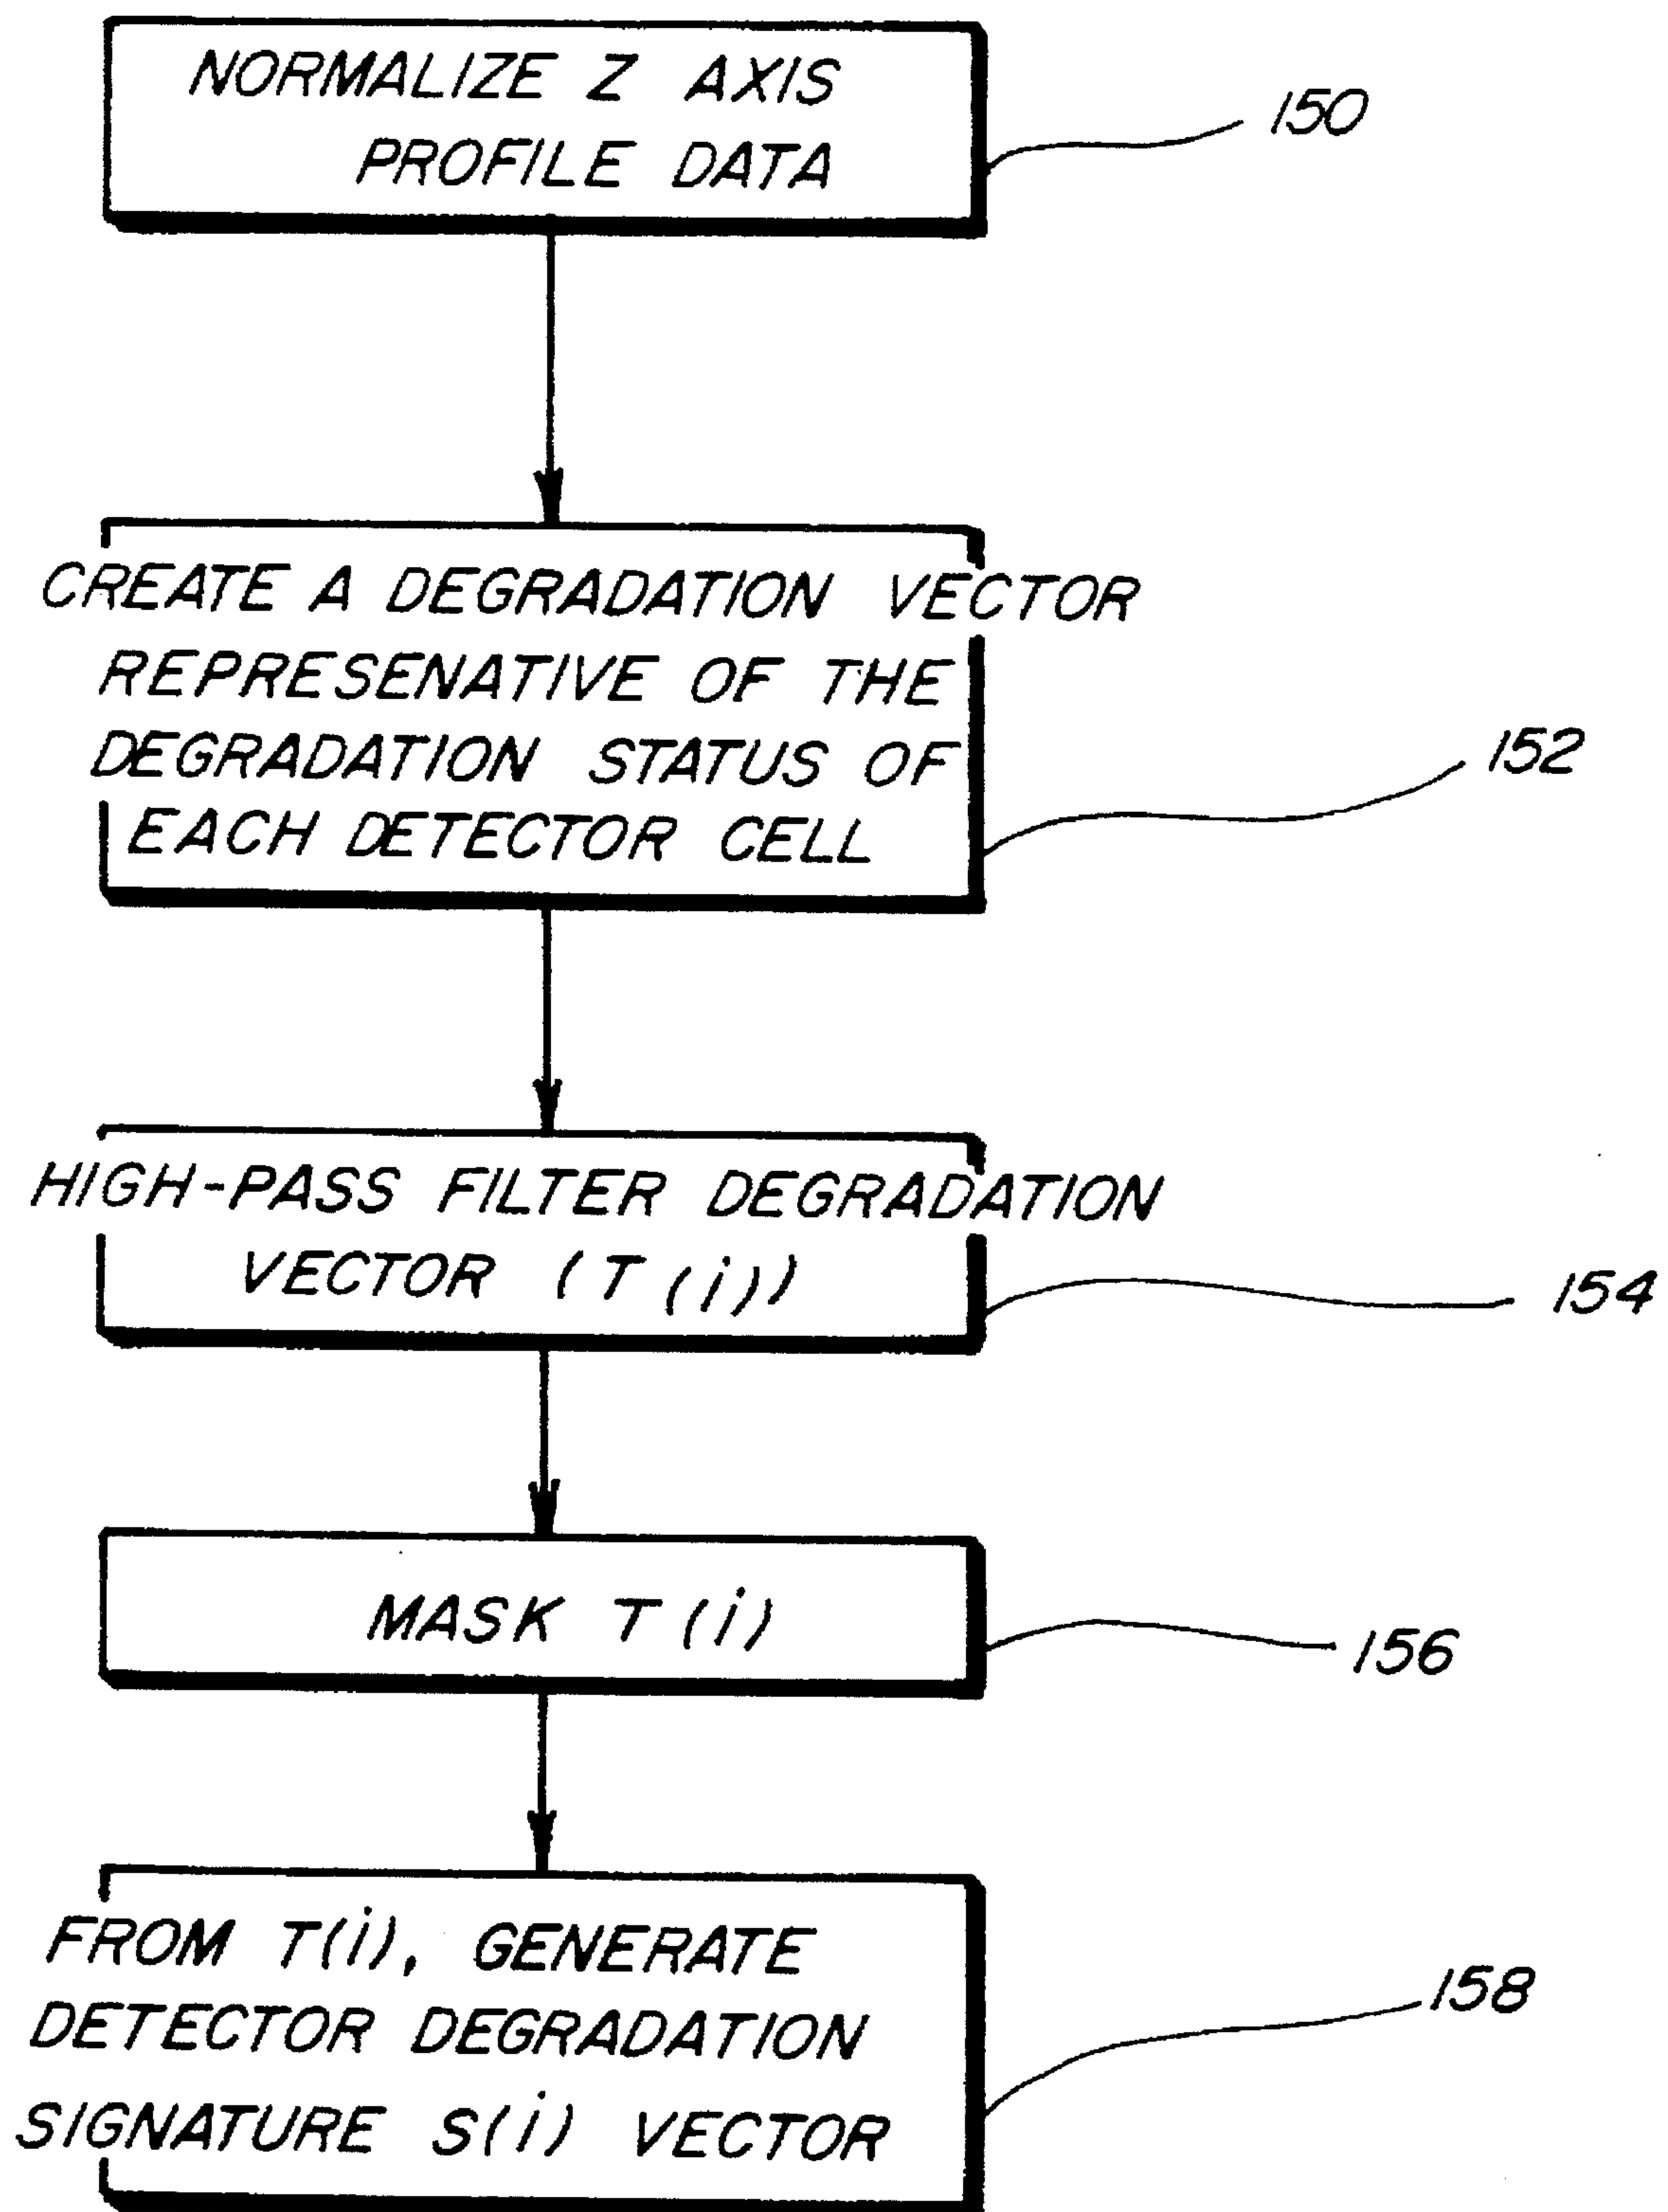 NORMALIZE Z AXIS
PROFILE DATA
150
CREATE A DEGRADATION VECTOR
REPRESENATIVE OF THE
DEGRADATION STATUS OF
EACH DETECTOR CELL
152
HIGH-PASS FILTER DEGRADATION
VECTOR (T (i))
154
MASK T (i)
156
FROM T(i), GENERATE
DETECTOR DEGRADATION
SIGNATURE S(i) VECTOR
158